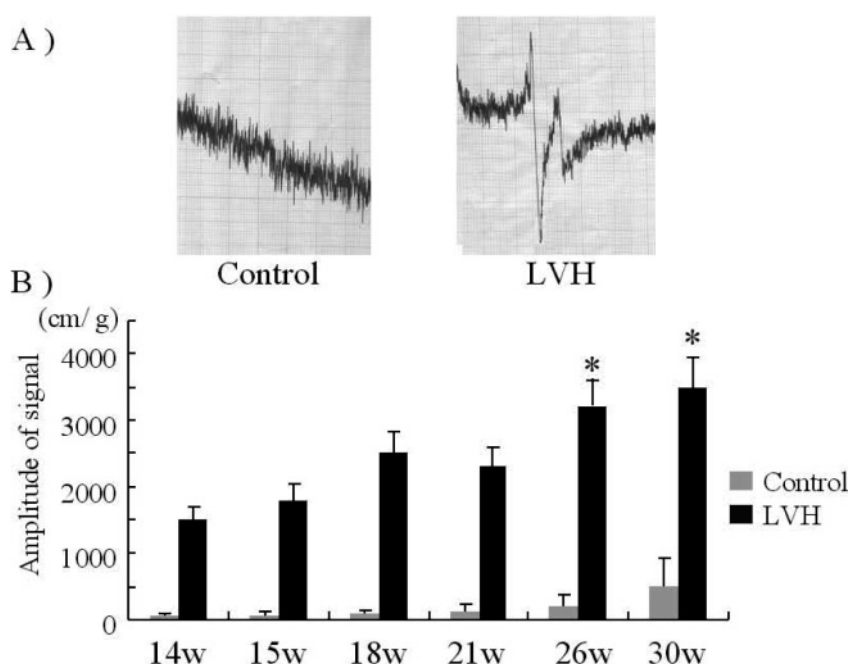 A )
Control LVH
B )
(cm/ g)
Amplitude of signal
4000
3000
2000
1000
0
* *
Control
LVH
14w 15w 18w 21w 26w 30w